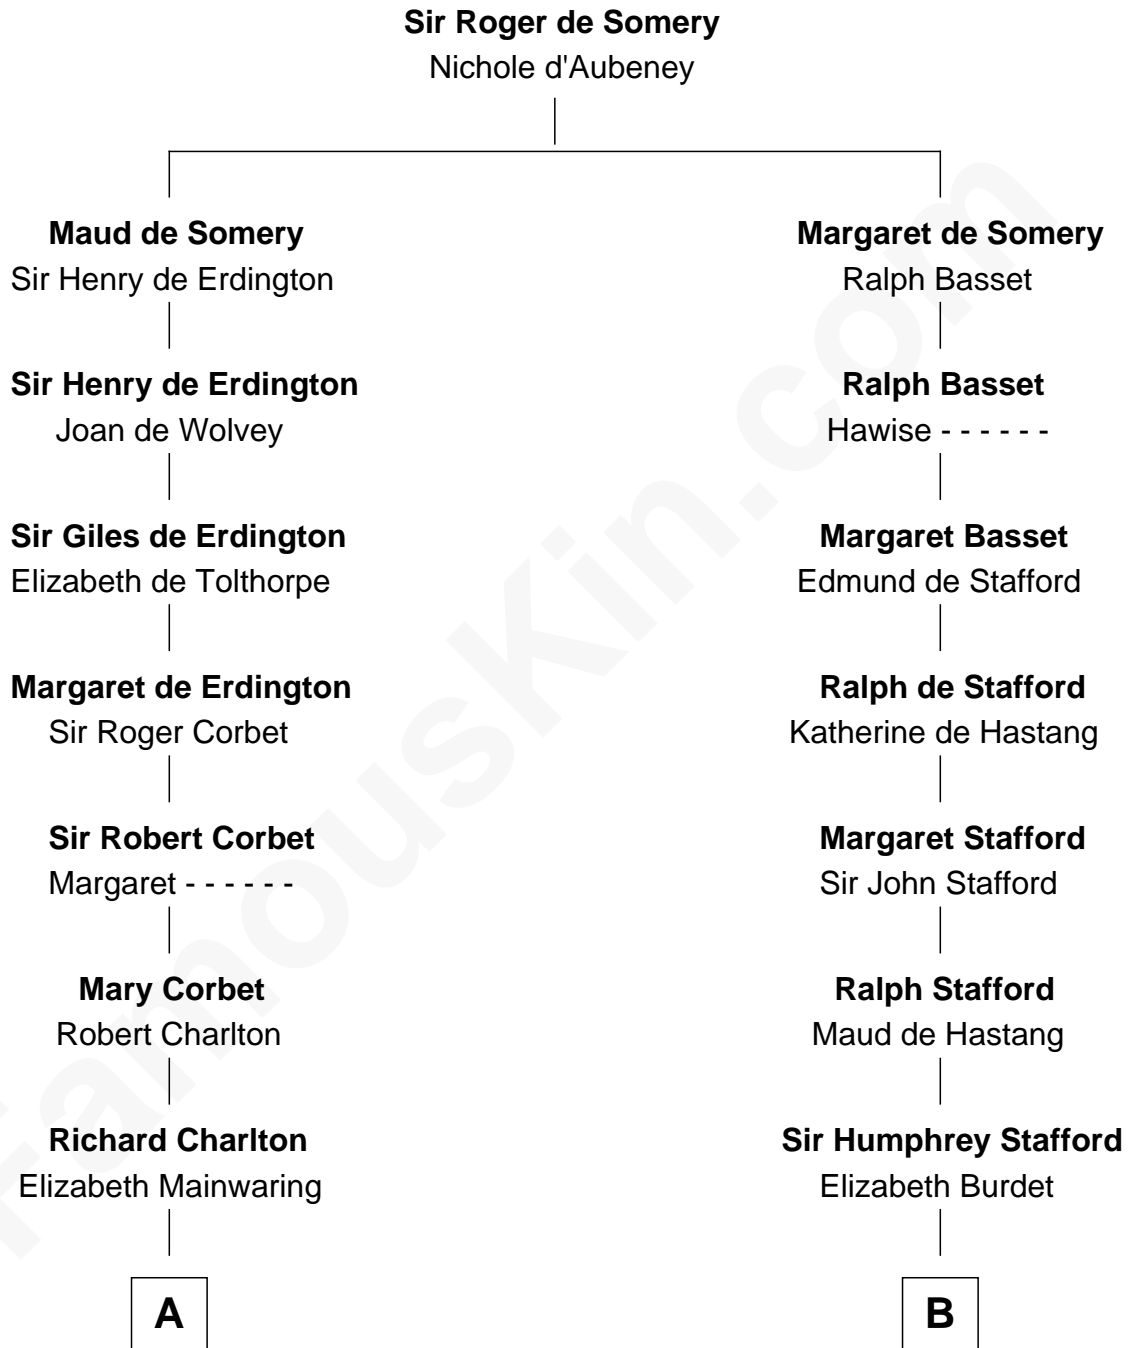 Sir Roger de Somery
Nichole d'Aubeney
Maud de Somery
Sir Henry de Erdington
Margaret de Somery
Ralph Basset
Sir Henry de Erdington
Joan de Wolvey
Ralph Basset
Hawise - - - - - -
Sir Giles de Erdington
Elizabeth de Tolthorpe
Margaret Basset
Edmund de Stafford
Margaret de Erdington
Sir Roger Corbet
Ralph de Stafford
Katherine de Hastang
Sir Robert Corbet
Margaret - - - - - -
Margaret Stafford
Sir John Stafford
Mary Corbet
Robert Charlton
Ralph Stafford
Maud de Hastang
Richard Charlton
Elizabeth Mainwaring
Sir Humphrey Stafford
Elizabeth Burdet
A
B
FamousKin.com